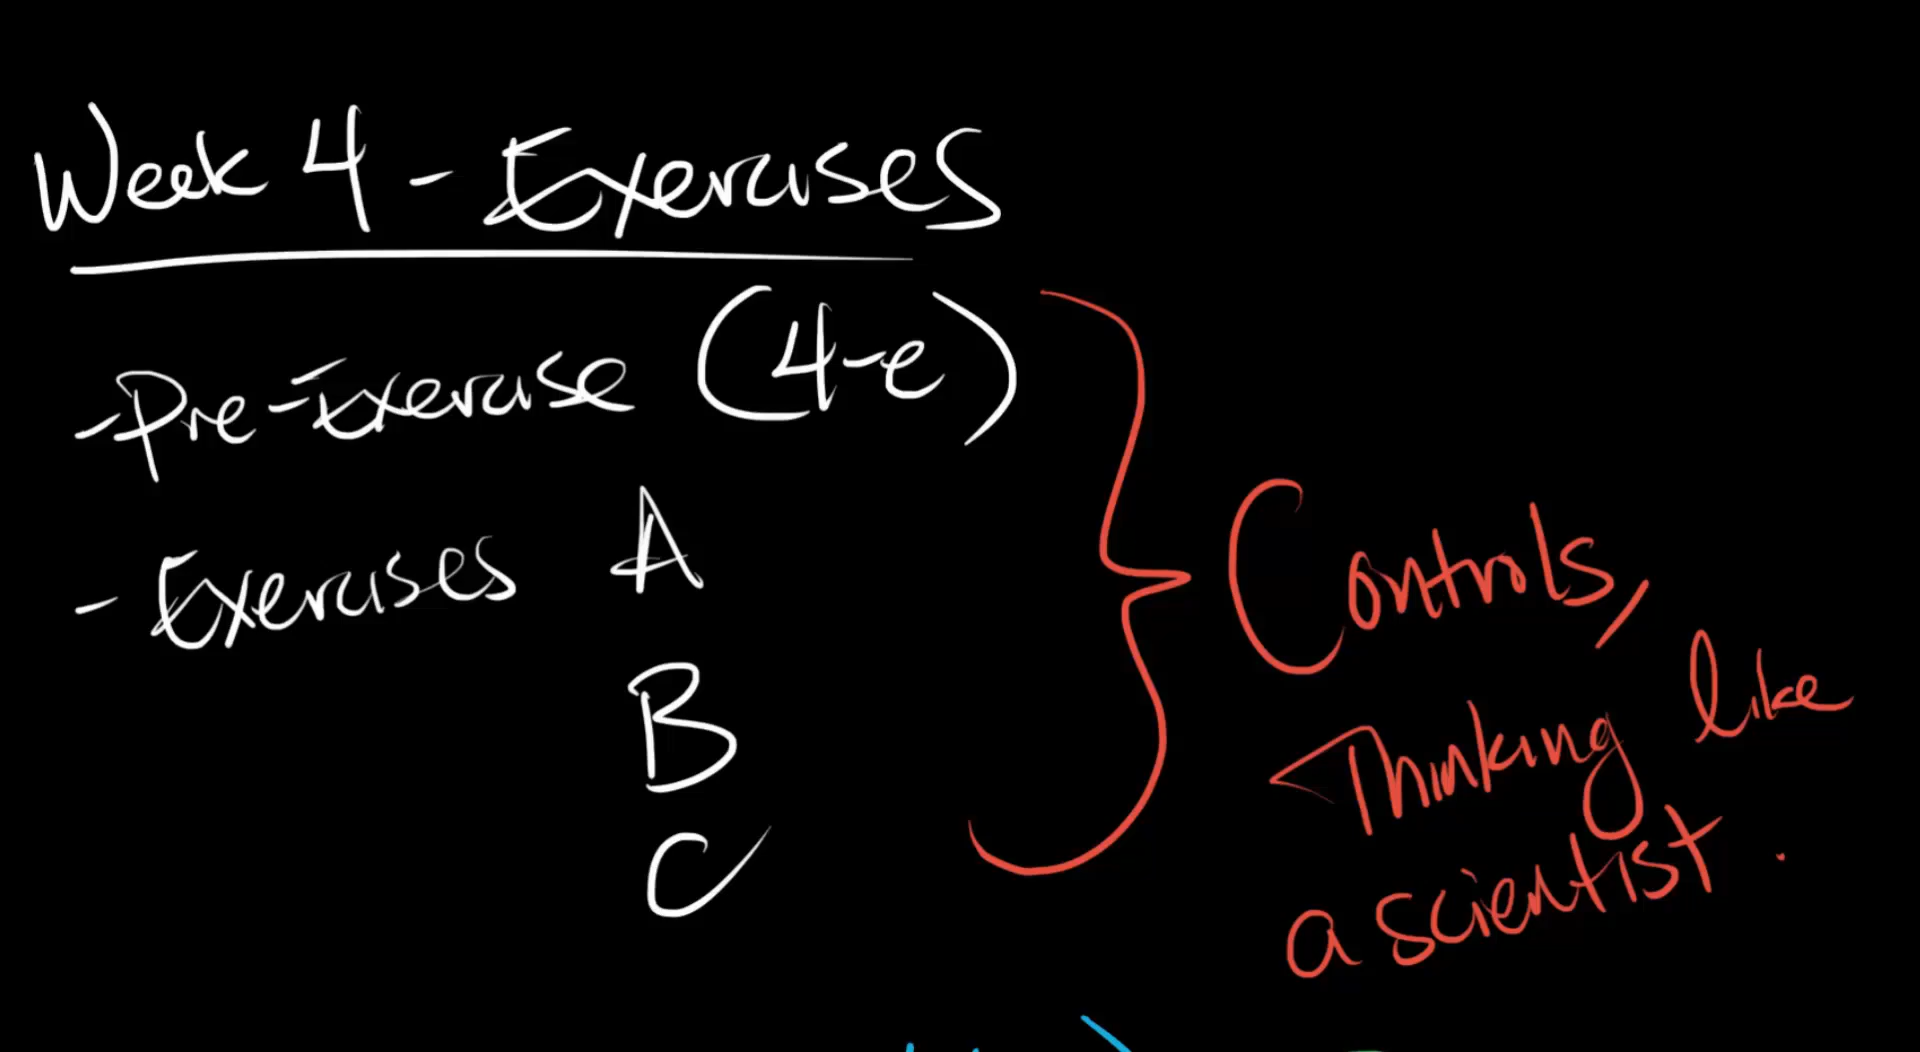 Week 4 - Exercises
- Pre-Exercise (4-e)
- Exercises A
B
C
Controls,
Thinking like
a scientist.